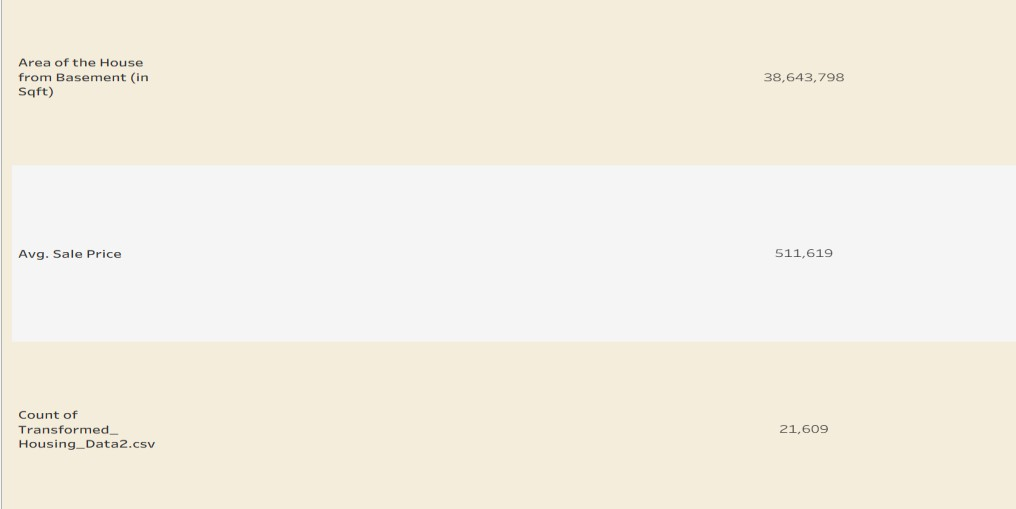 Area of the House
from Basement (in
Sqft)
38,643,798
Avg. Sale Price
511,619
Count of
Transformed_
Housing_Data2.csv
21,609